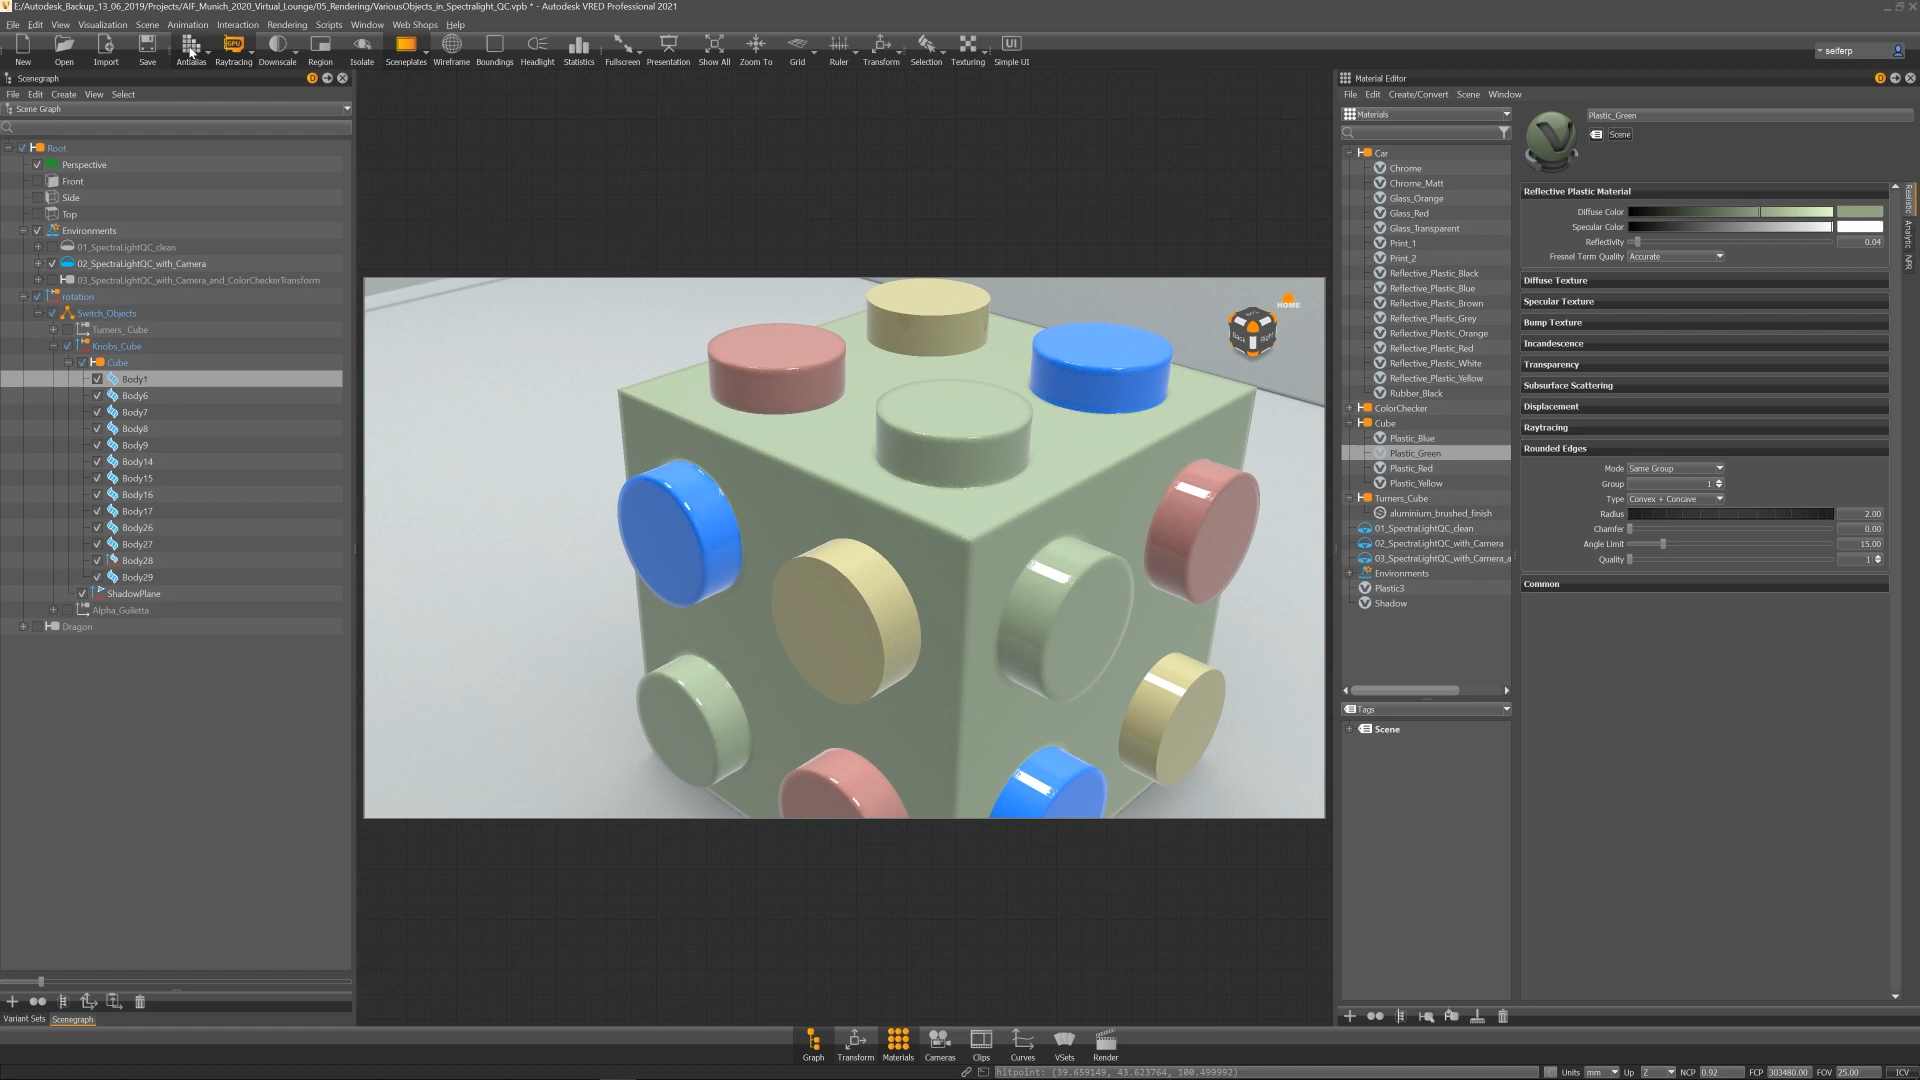 E:/Autodesk_Backup_13_06_2019/Projects/AIF_Munich_2020_Virtual_Lounge/05_Rendering/VariousObjects_in_Spectralight_QC.vpb * - Autodesk VRED Professional 2021
File Edit View Visualization Scene Animation Interaction Rendering Scripts Window Web Shops Help
New Open Import Save Antialias Raytracing Downscale Region Isolate Sceneplates Wireframe Boundings Headlight Statistics Fullscreen Presentation Show All Zoom To Grid Ruler Transform Selection Texturing Simple UI
GPU
UI
seiferp
Scenegraph
File Edit Create View Select
Scene Graph
Root
Perspective
Front
Side
Top
Environments
01_SpectraLightQC_clean
02_SpectraLightQC_with_Camera
03_SpectraLightQC_with_Camera_and_ColorCheckerTransform
rotation
Switch_Objects
Turners_Cube
Knobs_Cube
Cube
Body1
Body6
Body7
Body8
Body9
Body14
Body15
Body16
Body17
Body26
Body27
Body28
Body29
ShadowPlane
Alpha_Guiletta
Dragon
Variant Sets Scenegraph
HOME
Back Right
Material Editor
File Edit Create/Convert Scene Window
Materials
Car
Chrome
Chrome_Matt
Glass_Orange
Glass_Red
Glass_Transparent
Print_1
Print_2
Reflective_Plastic_Black
Reflective_Plastic_Blue
Reflective_Plastic_Brown
Reflective_Plastic_Grey
Reflective_Plastic_Orange
Reflective_Plastic_Red
Reflective_Plastic_White
Reflective_Plastic_Yellow
Rubber_Black
ColorChecker
Cube
Plastic_Blue
Plastic_Green
Plastic_Red
Plastic_Yellow
Turners_Cube
aluminium_brushed_finish
01_SpectraLightQC_clean
02_SpectraLightQC_with_Camera
03_SpectraLightQC_with_Camera_a
Environments
Plastic3
Shadow
Tags
Scene
Plastic_Green
Scene
Reflective Plastic Material
Diffuse Color
Specular Color
Reflectivity 0.04
Fresnel Term Quality Accurate
Diffuse Texture
Specular Texture
Bump Texture
Incandescence
Transparency
Subsurface Scattering
Displacement
Raytracing
Rounded Edges
Mode Same Group
Group 1
Type Convex + Concave
Radius 2.00
Chamfer 0.00
Angle Limit 15.00
Quality 1
Common
Realistic
Analytic
NPR
Graph Transform Materials Cameras Clips Curves VSets Render
hitpoint: (39.659149, 43.623764, 100.499992)
Units mm Up Z NCP 0.92 FCP 303480.00 FOV 25.00 ICV